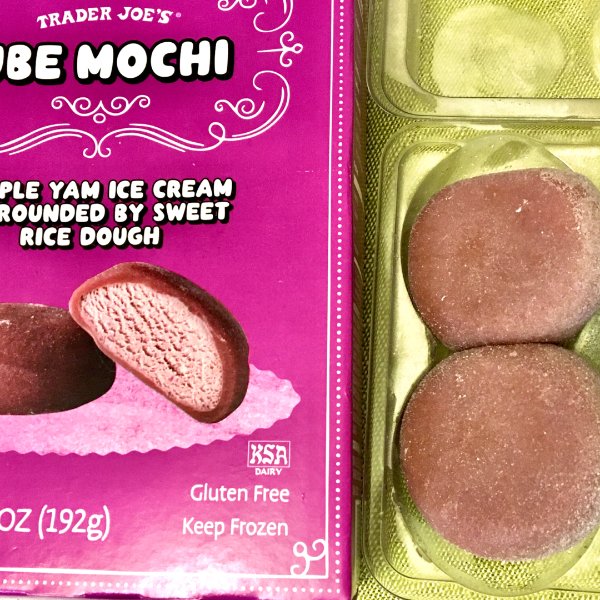 TRADER JOE'S
UBE MOCHI
PLE YAM ICE CREAM
ROUNDED BY SWEET
RICE DOUGH
KSA
DAIRY
Gluten Free
OZ (192g)
Keep Frozen